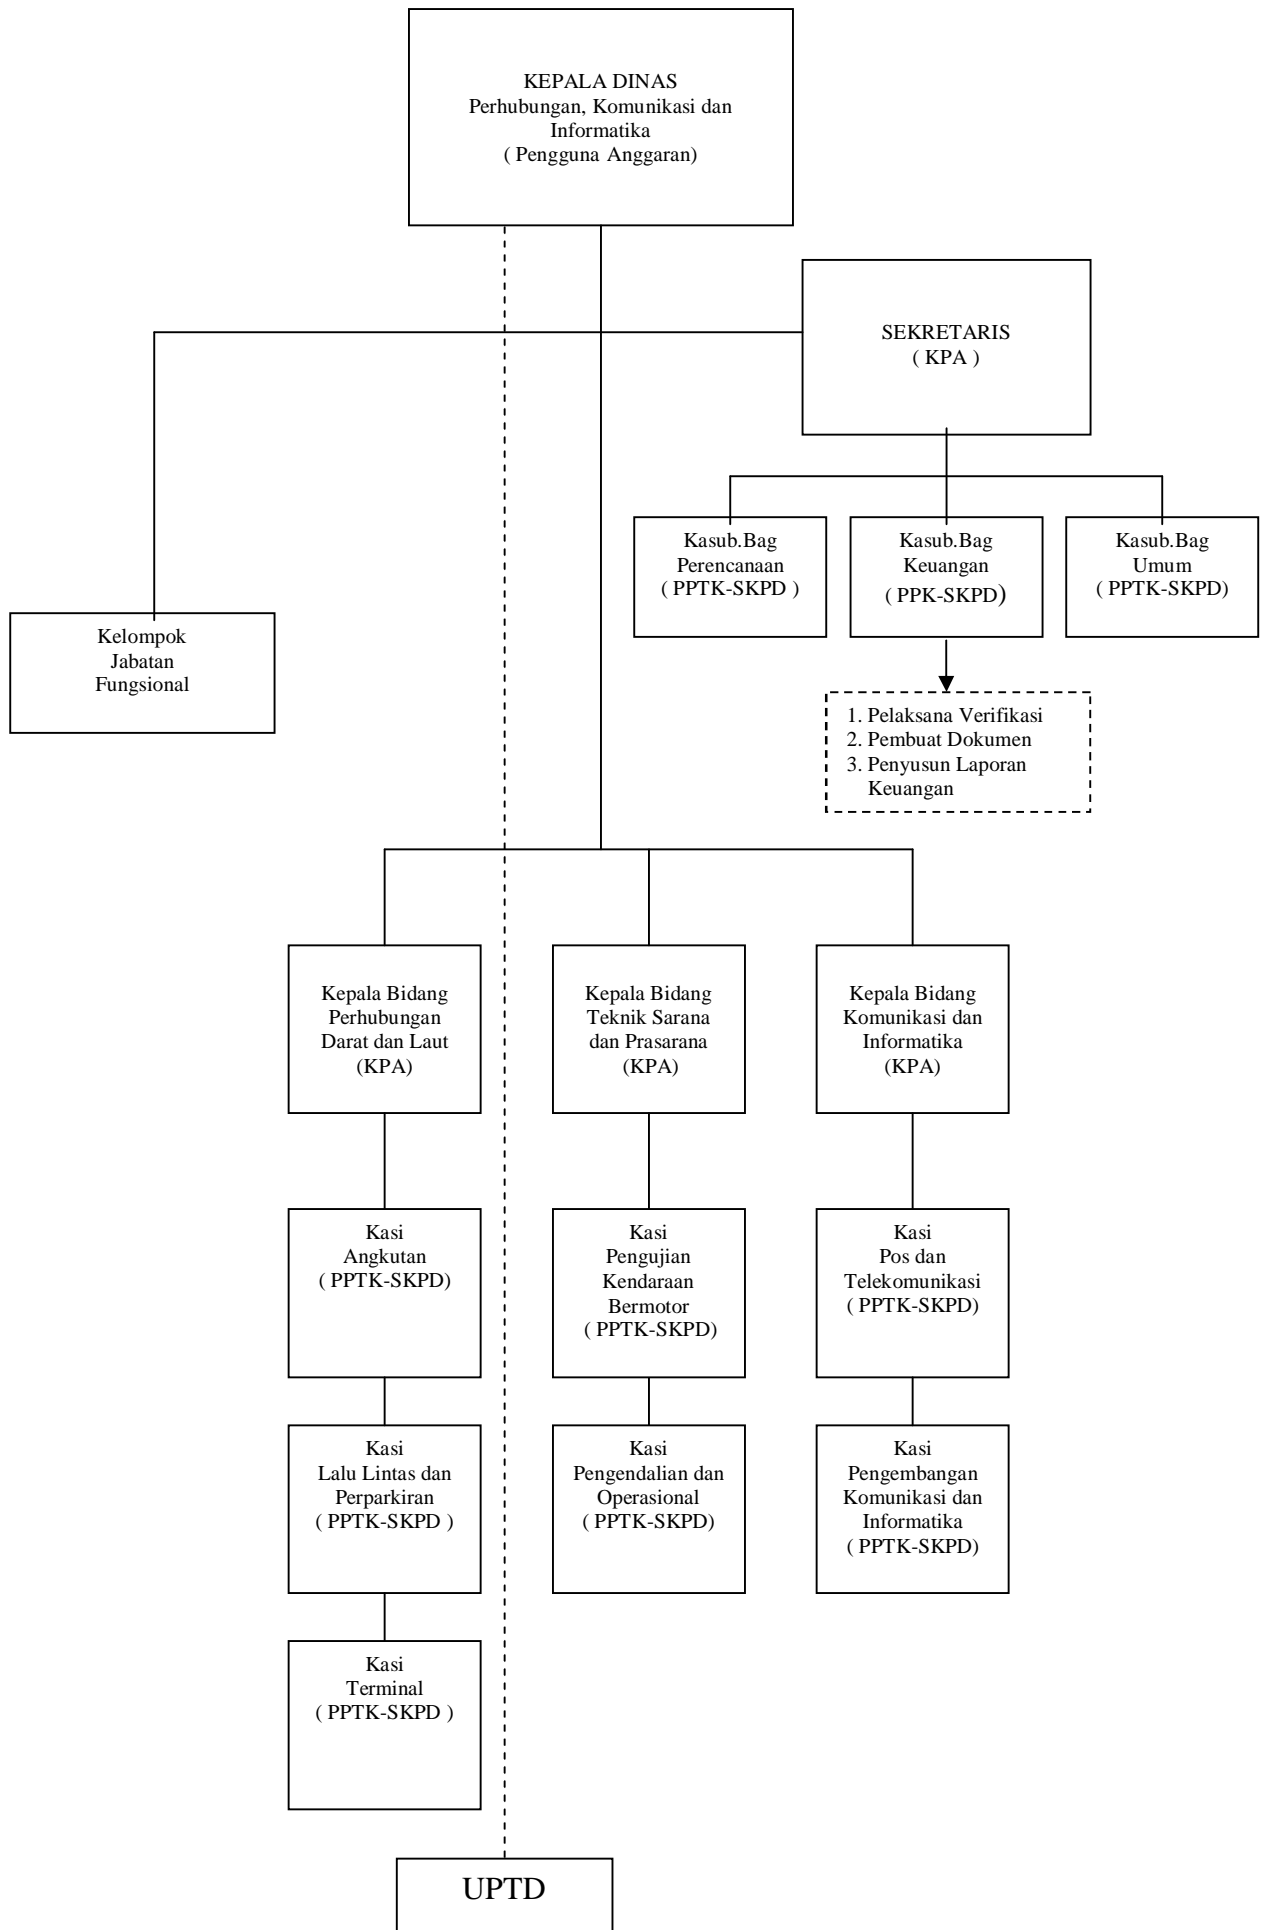 KEPALA DINAS
Perhubungan, Komunikasi dan
Informatika
( Pengguna Anggaran)
SEKRETARIS
( KPA )
Kasub.Bag
Perencanaan
( PPTK-SKPD )
Kasub.Bag
Keuangan
( PPK-SKPD)
Kasub.Bag
Umum
( PPTK-SKPD)
Kelompok
Jabatan
Fungsional
1. Pelaksana Verifikasi
2. Pembuat Dokumen
3. Penyusun Laporan
Keuangan
Kepala Bidang
Perhubungan
Darat dan Laut
(KPA)
Kepala Bidang
Teknik Sarana
dan Prasarana
(KPA)
Kepala Bidang
Komunikasi dan
Informatika
(KPA)
Kasi
Angkutan
( PPTK-SKPD)
Kasi
Pengujian
Kendaraan
Bermotor
( PPTK-SKPD)
Kasi
Pos dan
Telekomunikasi
( PPTK-SKPD)
Kasi
Lalu Lintas dan
Perparkiran
( PPTK-SKPD )
Kasi
Pengendalian dan
Operasional
( PPTK-SKPD)
Kasi
Pengembangan
Komunikasi dan
Informatika
( PPTK-SKPD)
Kasi
Terminal
( PPTK-SKPD )
UPTD